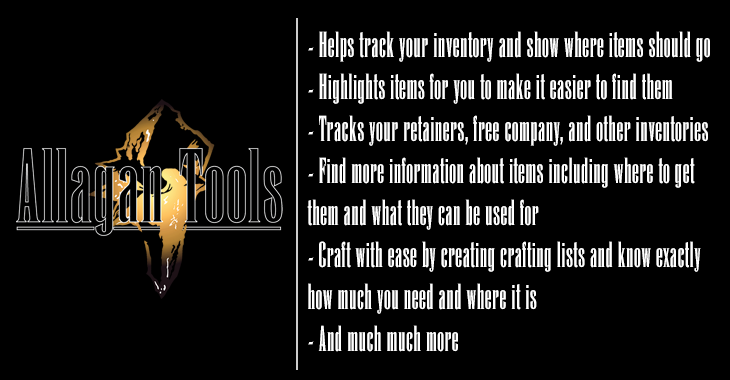 Allagan Tools
- Helps track your inventory and show where items should go
- Highlights items for you to make it easier to find them
- Tracks your retainers, free company, and other inventories
- Find more information about items including where to get
them and what they can be used for
- Craft with ease by creating crafting lists and know exactly
how much you need and where it is
- And much much more